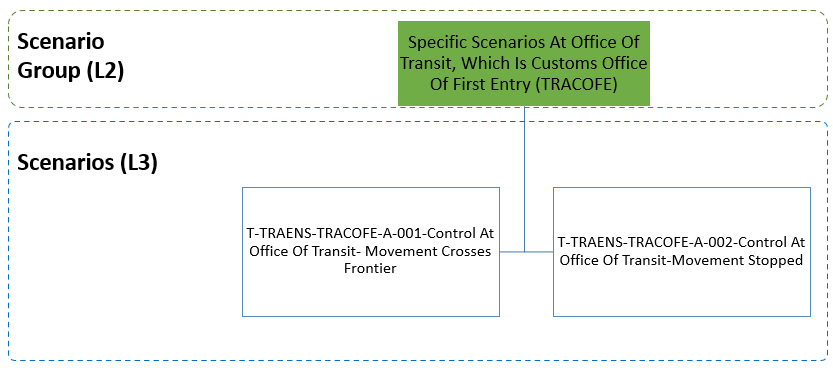 Scenario
Group (L2)
Specific Scenarios At Office Of
Transit, Which Is Customs Office
Of First Entry (TRACOFE)
Scenarios (L3)
T-TRAENS-TRACOFE-A-001-Control At
Office Of Transit- Movement Crosses
Frontier
T-TRAENS-TRACOFE-A-002-Control At
Office Of Transit-Movement Stopped